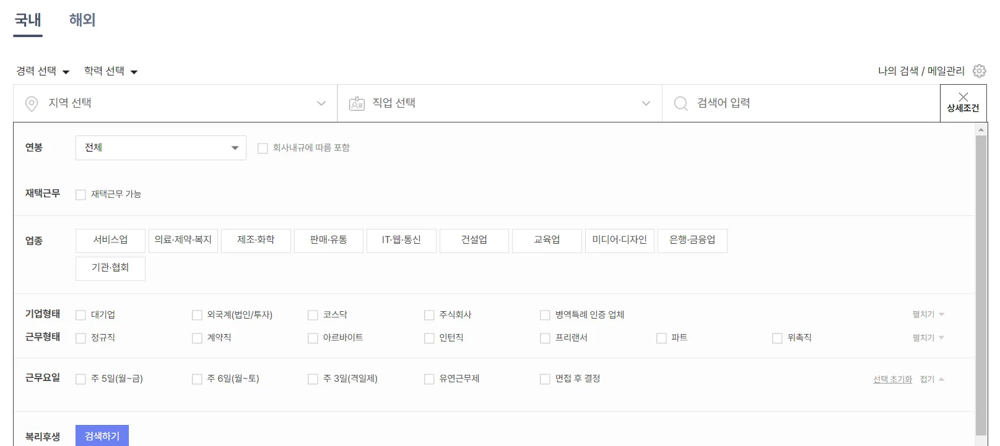 국내 해외
경력 선택 학력 선택 나의 검색 / 메일관리
지역 선택 직업 선택 검색어 입력 상세조건
연봉 전체 회사내규에 따름 포함
재택근무 재택근무 가능
업종 서비스업 의료·제약·복지 제조·화학 판매·유통 IT·웹·통신 건설업 교육업 미디어·디자인 은행·금융업
기관·협회
기업형태 대기업 외국계(법인/투자) 코스닥 주식회사 병역특례 인증 업체 펼치기
근무형태 정규직 계약직 아르바이트 인턴직 프리랜서 파트 위촉직 펼치기
근무요일 주 5일(월~금) 주 6일(월~토) 주 3일(격일제) 유연근무제 면접 후 결정 선택 초기화 접기
복리후생 검색하기